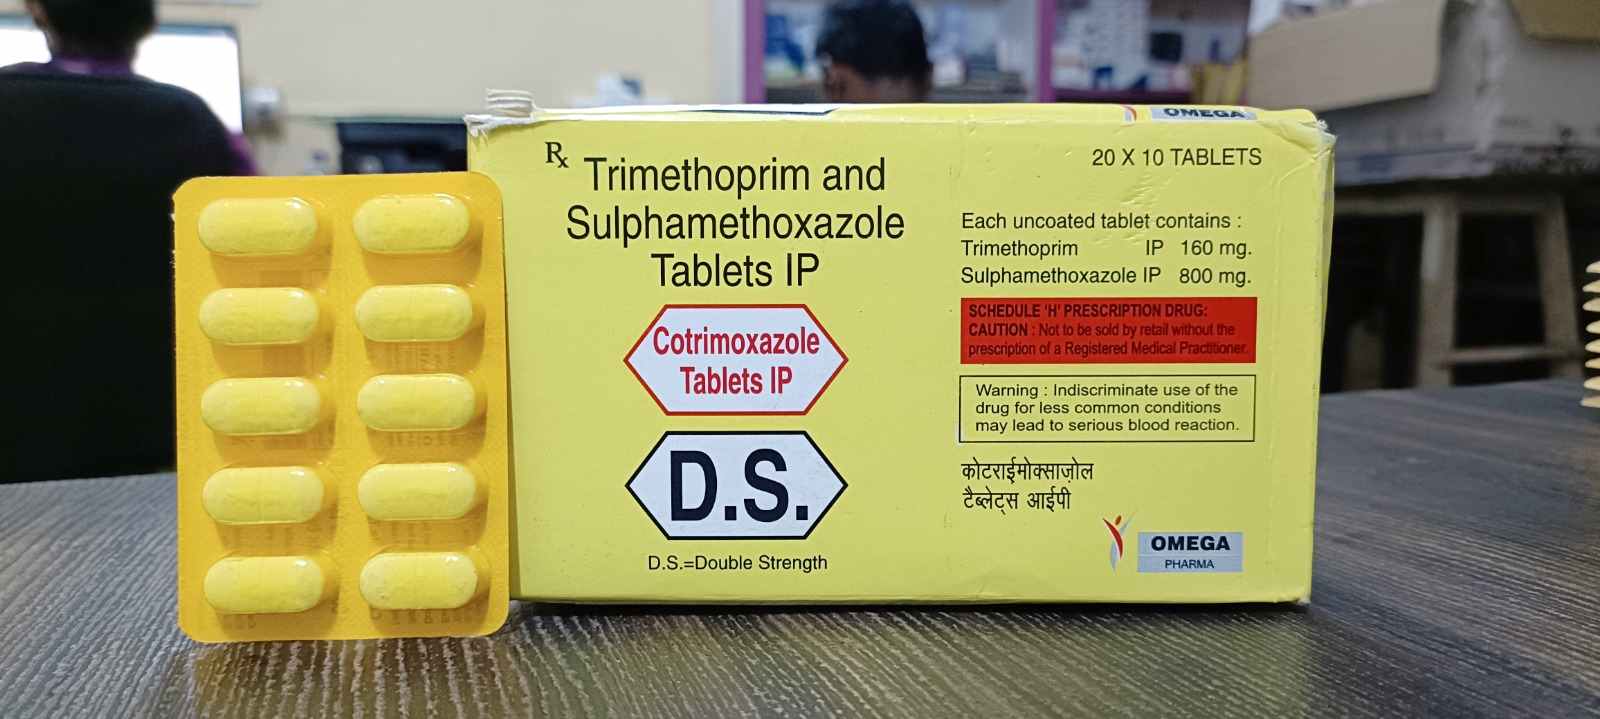 OMEGA
Rx Trimethoprim and
Sulphamethoxazole
Tablets IP
Cotrimoxazole
Tablets IP
D.S.
D.S.=Double Strength
20 X 10 TABLETS
Each uncoated tablet contains :
Trimethoprim IP 160 mg.
Sulphamethoxazole IP 800 mg.
SCHEDULE 'H' PRESCRIPTION DRUG:
CAUTION : Not to be sold by retail without the
prescription of a Registered Medical Practitioner.
Warning : Indiscriminate use of the
drug for less common conditions
may lead to serious blood reaction.
कोटराईमोक्साज़ोल
टैब्लेट्स आईपी
OMEGA
PHARMA